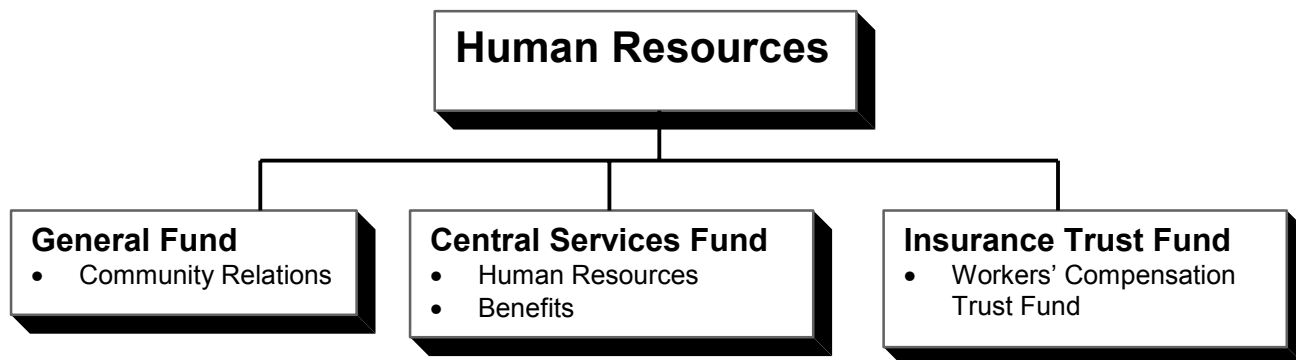 Human Resources
General Fund
• Community Relations
Central Services Fund
• Human Resources
• Benefits
Insurance Trust Fund
• Workers’ Compensation
Trust Fund